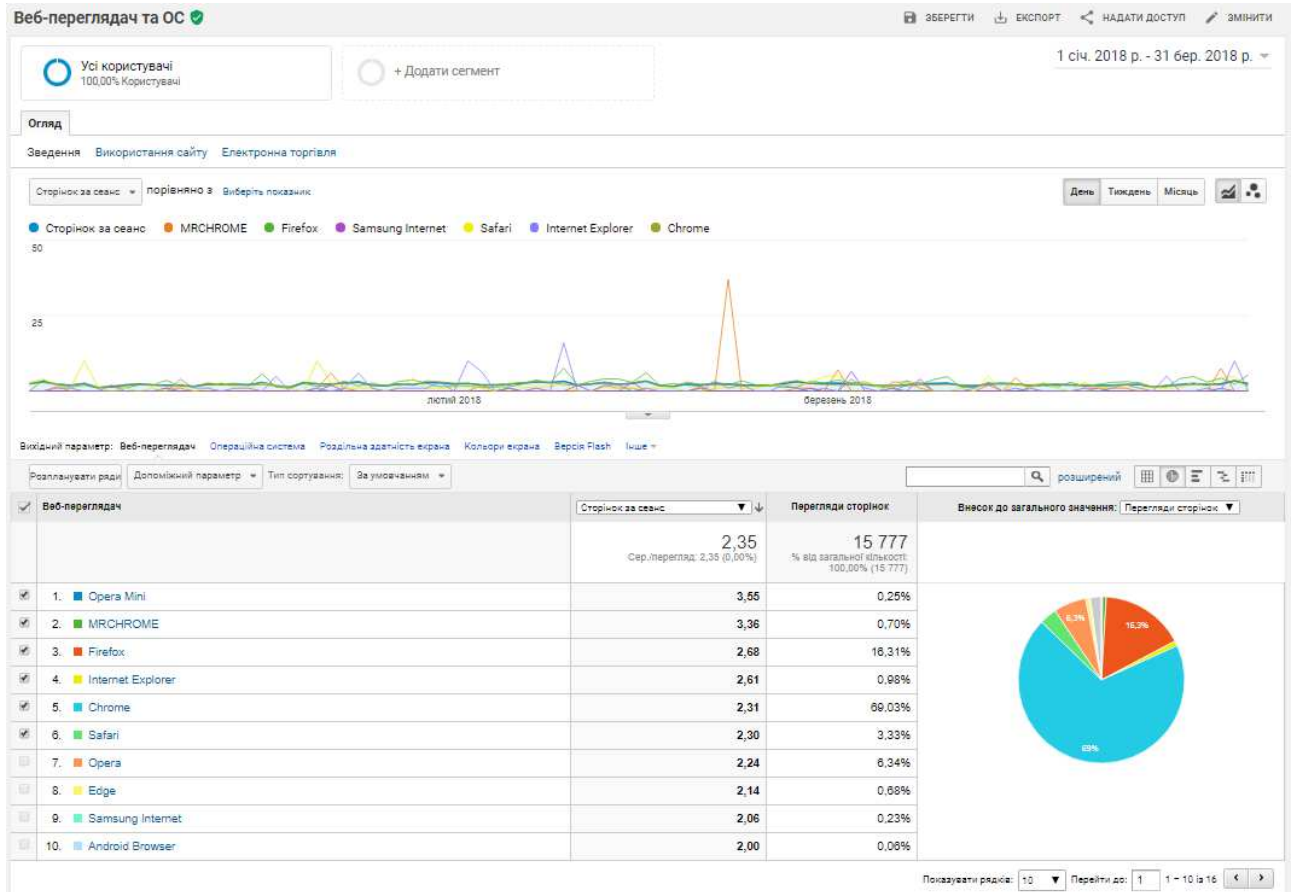 Веб-переглядач та ОС
ЗБЕРЕГТИ ЕКСПОРТ НАДАТИ ДОСТУП ЗМІНИТИ
Усі користувачі
100,00% Користувачі
+ Додати сегмент
1 січ. 2018 р. - 31 бер. 2018 р.
Огляд
Зведення Використання сайту Електронна торгівля
Сторінок за сеанс порівняно з Виберіть показник
День Тиждень Місяць
Сторінок за сеанс MRCHROME Firefox Samsung Internet Safari Internet Explorer Chrome
50
25
лютий 2018 березень 2018
Вихідний параметр: Веб-переглядач Операційна система Роздільна здатність екрана Кольори екрана Версія Flash Інше
Розпланувати ряди Допоміжний параметр Тип сортування: За умовчанням
розширений
Веб-переглядач Сторінок за сеанс Перегляди сторінок Внесок до загального значення: Перегляди сторінок
2,35 15 777
Сер./перегляд: 2,35 (0,00%) % від загальної кількості:
100,00% (15 777)
1. Opera Mini 3,55 0,25%
2. MRCHROME 3,36 0,70%
3. Firefox 2,68 16,31%
4. Internet Explorer 2,61 0,98%
5. Chrome 2,31 69,03%
6. Safari 2,30 3,33%
7. Opera 2,24 6,34%
8. Edge 2,14 0,68%
9. Samsung Internet 2,06 0,23%
10. Android Browser 2,00 0,06%
6,3%
16,3%
69%
Показувати рядків: 10 Перейти до: 1 1 – 10 із 16